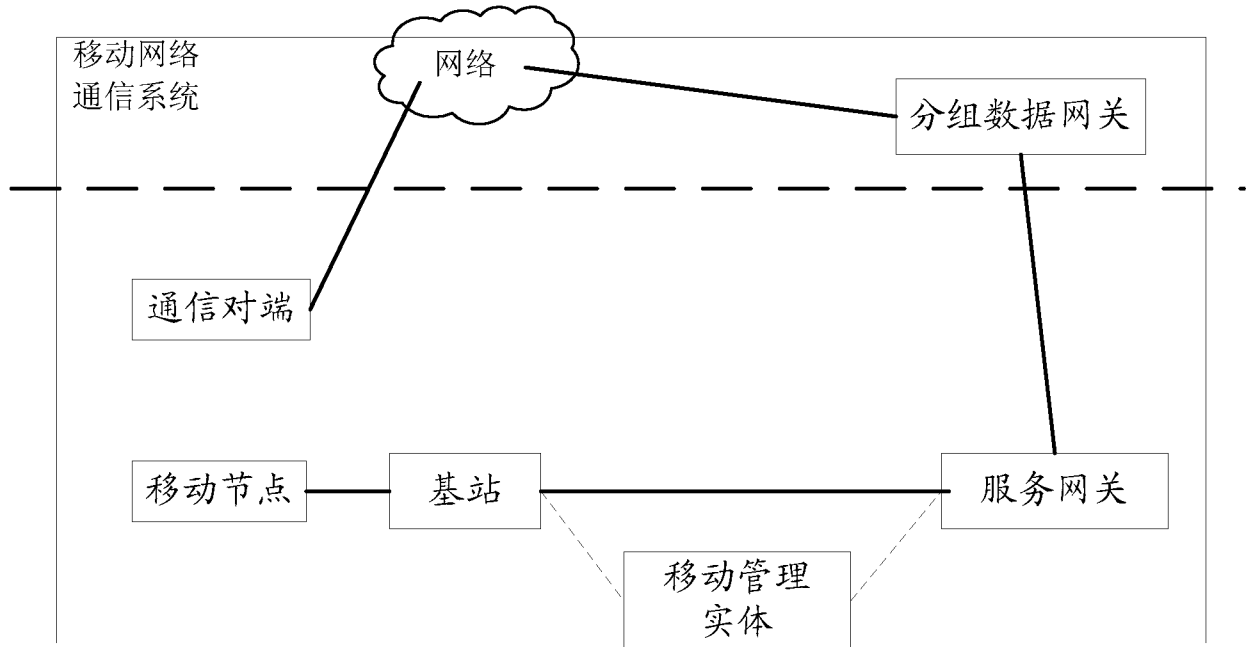 移动网络
通信系统
网络
分组数据网关
通信对端
移动节点
基站
服务网关
移动管理
实体